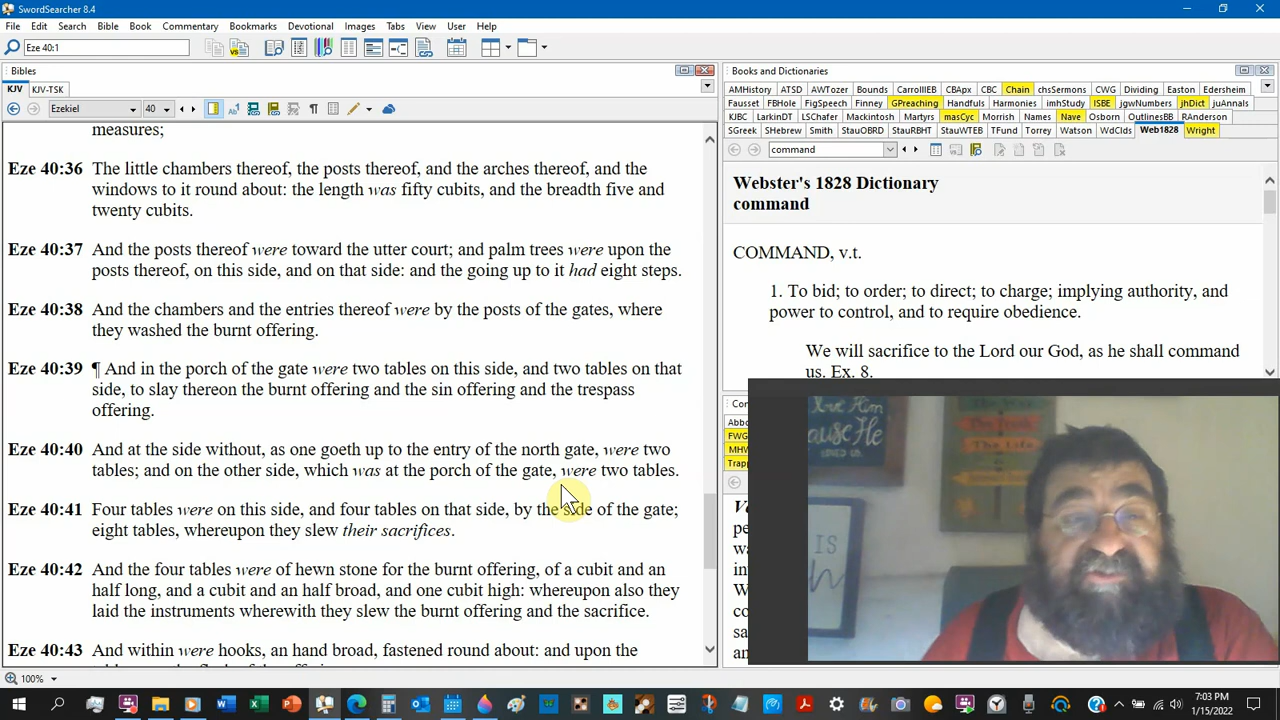 SwordSearcher 8.4
File Edit Search Bible Book Commentary Bookmarks Devotional Images Tabs View User Help
Eze 40:1
Bibles
KJV KJV-TSK
Ezekiel 40
measures;
Eze 40:36 The little chambers thereof, the posts thereof, and the arches thereof, and the
windows to it round about: the length was fifty cubits, and the breadth five and
twenty cubits.
Eze 40:37 And the posts thereof were toward the utter court; and palm trees were upon the
posts thereof, on this side, and on that side: and the going up to it had eight steps.
Eze 40:38 And the chambers and the entries thereof were by the posts of the gates, where
they washed the burnt offering.
Eze 40:39 ¶ And in the porch of the gate were two tables on this side, and two tables on that
side, to slay thereon the burnt offering and the sin offering and the trespass
offering.
Eze 40:40 And at the side without, as one goeth up to the entry of the north gate, were two
tables; and on the other side, which was at the porch of the gate, were two tables.
Eze 40:41 Four tables were on this side, and four tables on that side, by the side of the gate;
eight tables, whereupon they slew their sacrifices.
Eze 40:42 And the four tables were of hewn stone for the burnt offering, of a cubit and an
half long, and a cubit and an half broad, and one cubit high: whereupon also they
laid the instruments wherewith they slew the burnt offering and the sacrifice.
Eze 40:43 And within were hooks, an hand broad, fastened round about: and upon the
100%
Books and Dictionaries
AMHistory ATSD AWTozer Bounds CarrollIEB CBApx CBC Chain chsSermons CWG Dividing Easton Edersheim
Fausset FBHole FigSpeech Finney GPreaching Handfuls Harmonies imhStudy ISBE jgwNumbers jhDict juAnnals
KJBC LarkinDT LSChafer Mackintosh Martyrs masCyc Morrish Names Nave Osborn OutlinesBB RAnderson
SGreek SHebrew Smith StauOBRD StauRBHT StauWTEB TFund Torrey Watson WdClds Web1828 Wright
command
Webster's 1828 Dictionary
command
COMMAND, v.t.
1. To bid; to order; to direct; to charge; implying authority, and
power to control, and to require obedience.
We will sacrifice to the Lord our God, as he shall command
us. Ex. 8.
Abbo
FWG
MHW
Trapp
ve Him
ause He
LOVED US.
The Life
IS
7:03 PM
1/15/2022